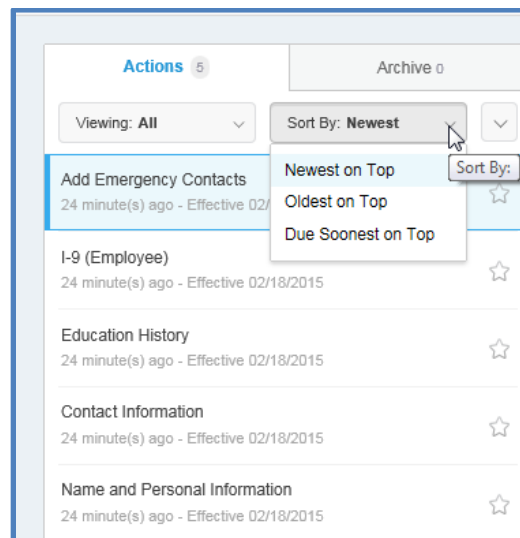 Actions 5
Archive 0
Viewing: All
Sort By: Newest
Newest on Top
Sort By:
Oldest on Top
Due Soonest on Top
Add Emergency Contacts
24 minute(s) ago - Effective 02/
I-9 (Employee)
24 minute(s) ago - Effective 02/18/2015
Education History
24 minute(s) ago - Effective 02/18/2015
Contact Information
24 minute(s) ago - Effective 02/18/2015
Name and Personal Information
24 minute(s) ago - Effective 02/18/2015